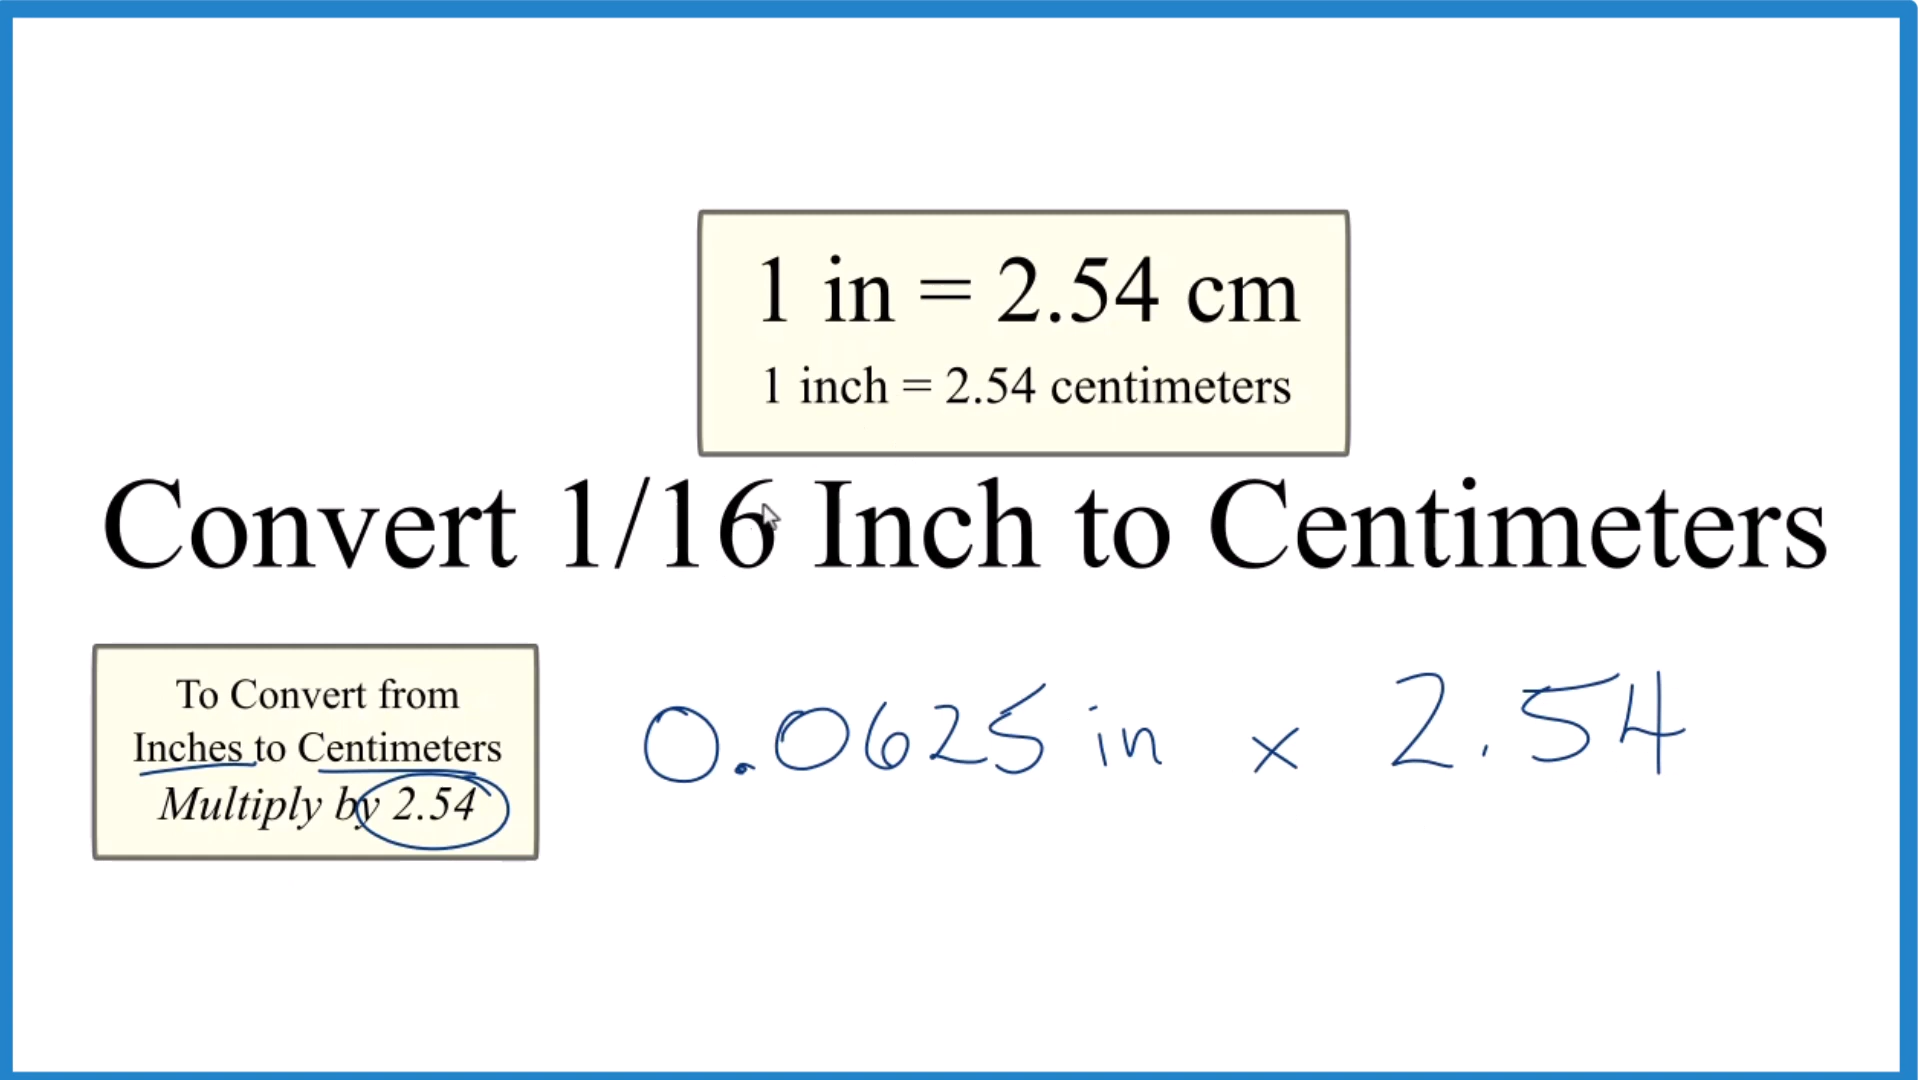 1 in = 2.54 cm
1 inch = 2.54 centimeters
Convert 1/16 Inch to Centimeters
To Convert from
Inches to Centimeters
Multiply by 2.54
0.0625 in x 2.54